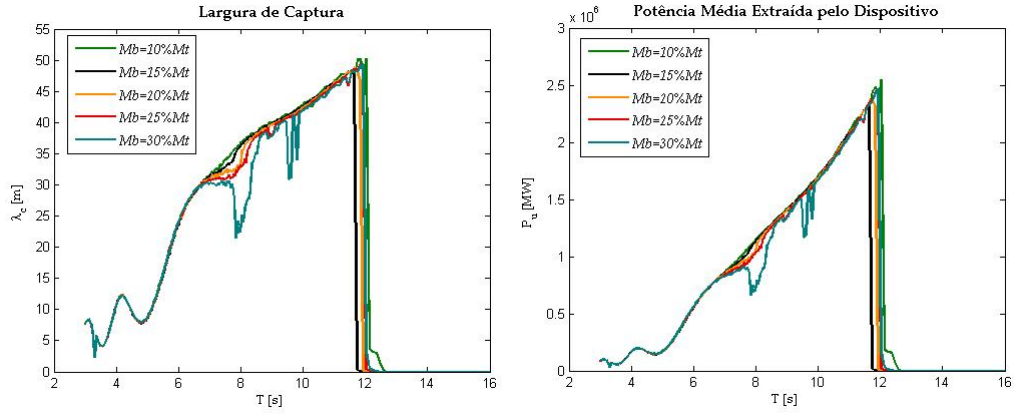 Largura de Captura
λc [m]
55
50
45
40
35
30
25
20
15
10
5
0
Mb=10%Mt
Mb=15%Mt
Mb=20%Mt
Mb=25%Mt
Mb=30%Mt
2 4 6 8 10 12 14 16
T [s]
Potência Média Extraída pelo Dispositivo
x 10^6
Pu [MW]
3
2.5
2
1.5
1
0.5
0
Mb=10%Mt
Mb=15%Mt
Mb=20%Mt
Mb=25%Mt
Mb=30%Mt
2 4 6 8 10 12 14 16
T [s]